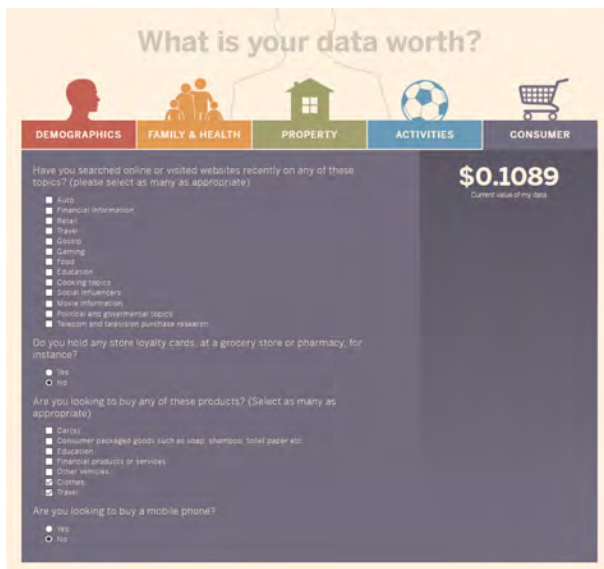 What is your data worth?
DEMOGRAPHICS
FAMILY & HEALTH
PROPERTY
ACTIVITIES
CONSUMER
Have you searched online or visited websites recently on any of these
topics? (please select as many as appropriate)
Auto
Financial information
Retail
Travel
Gossip
Gaming
Food
Education
Cooking topics
Social influencers
Movie information
Political and governmental topics
Telecom and television purchase research
Do you hold any store loyalty cards, at a grocery store or pharmacy, for
instance?
Yes
No
Are you looking to buy any of these products? (Select as many as
appropriate)
Car(s)
Consumer packaged goods such as soap, shampoo, toilet paper etc
Education
Financial products or services
Other vehicles
Clothes
Travel
Are you looking to buy a mobile phone?
Yes
No
$0.1089
Current value of my data